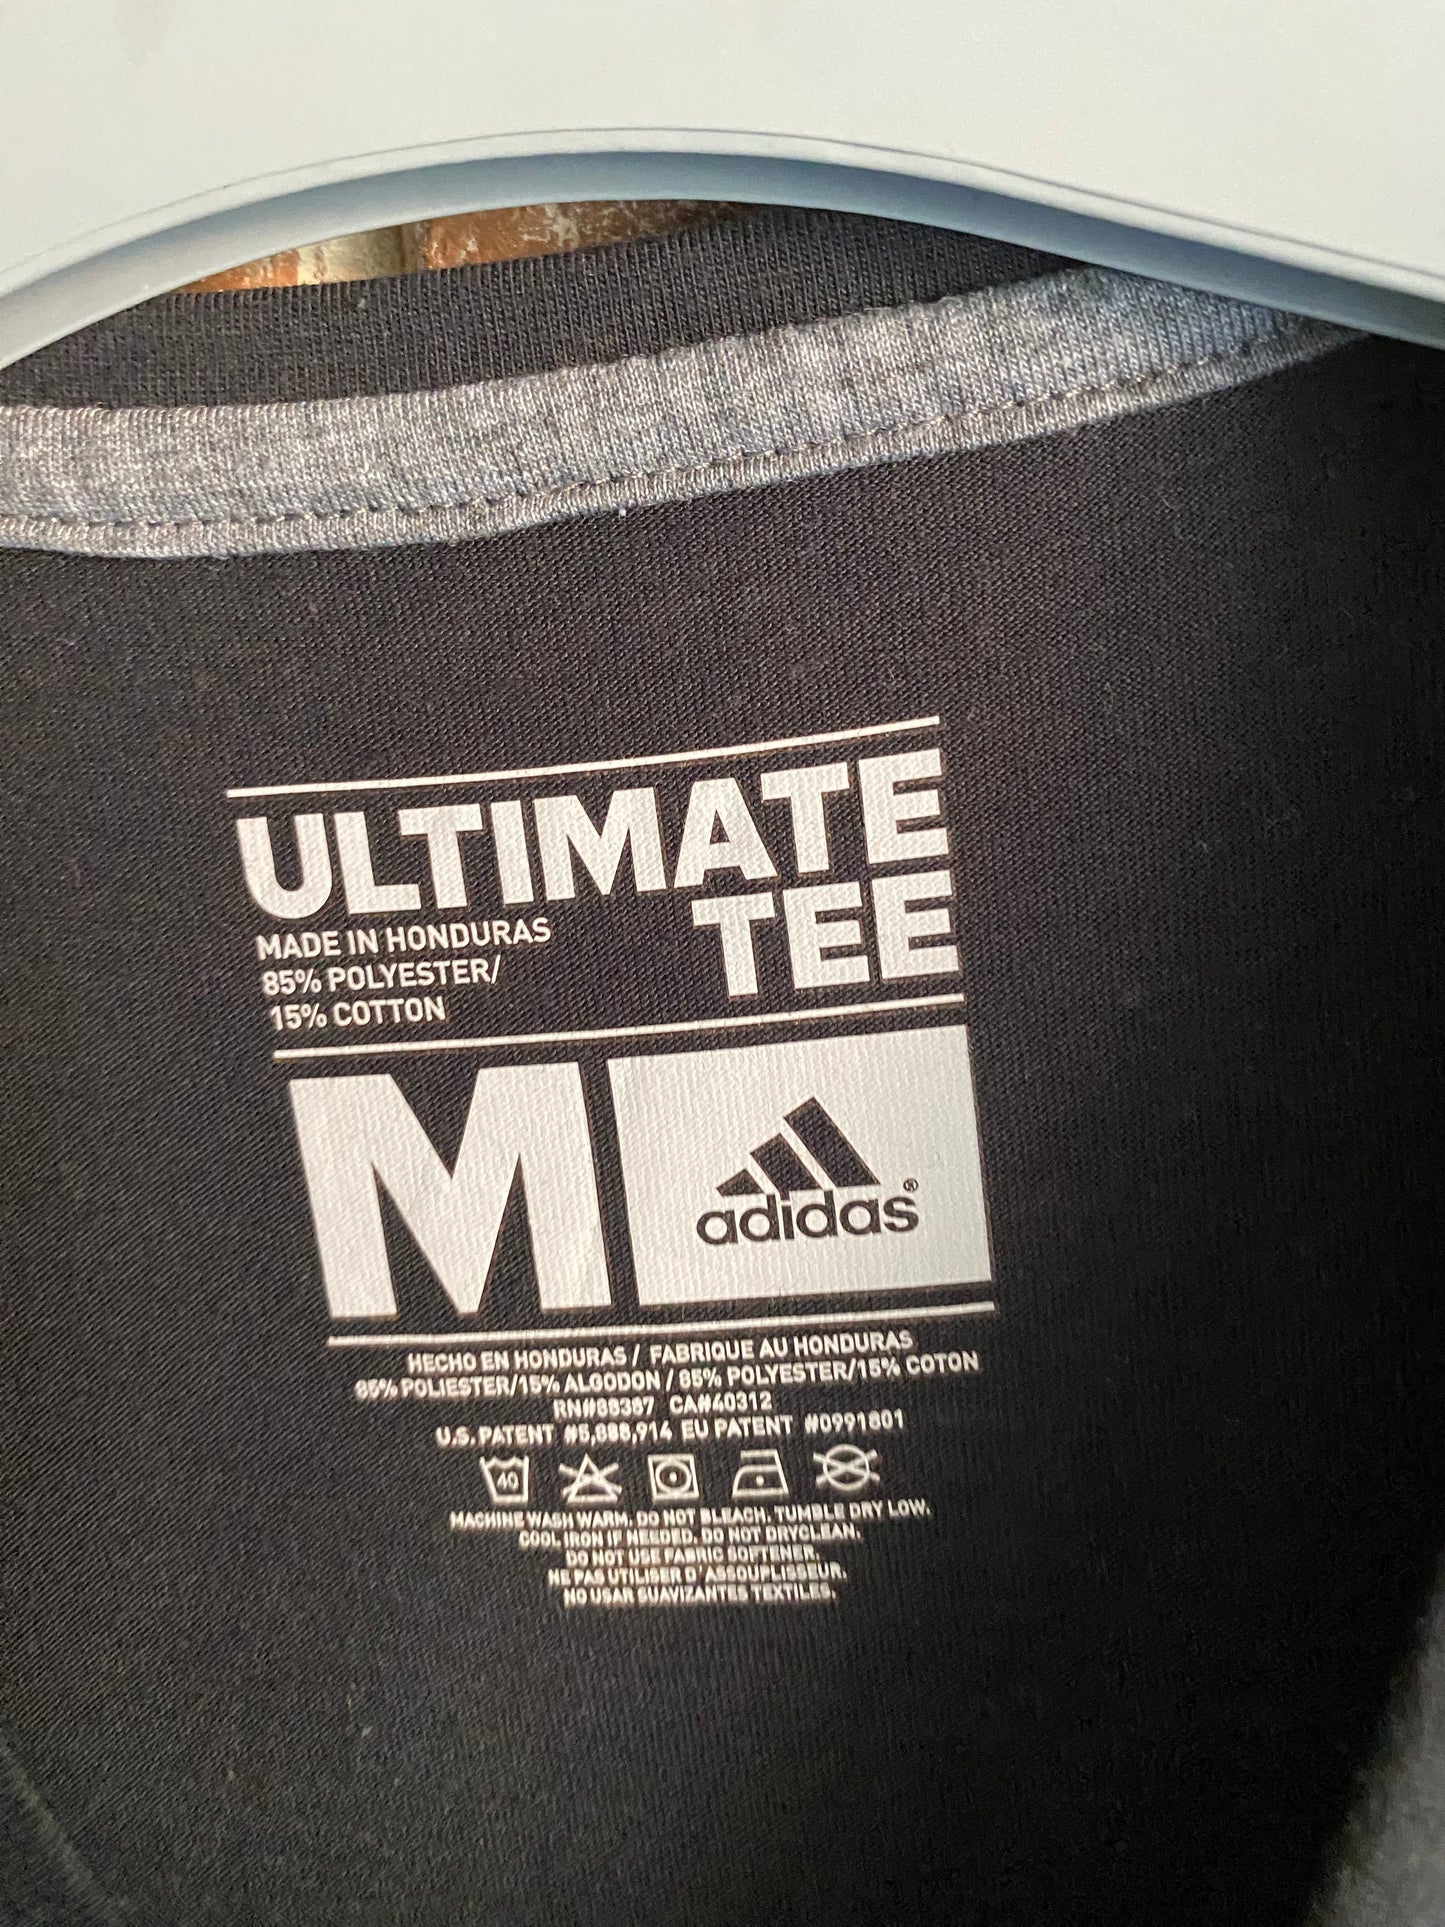 ULTIMATE
TEE
MADE IN HONDURAS
85% POLYESTER/
15% COTTON
M
adidas®
HECHO EN HONDURAS / FABRIQUE AU HONDURAS
85% POLIESTER/15% ALGODON / 85% POLYESTER/15% COTON
RN#88387 CA#40312
U.S. PATENT #5,888,914 EU PATENT #0991801
40
MACHINE WASH WARM. DO NOT BLEACH. TUMBLE DRY LOW.
COOL IRON IF NEEDED. DO NOT DRYCLEAN.
DO NOT USE FABRIC SOFTENER.
NE PAS UTILISER D'ASSOUPLISSEUR.
NO USAR SUAVIZANTES TEXTILES.